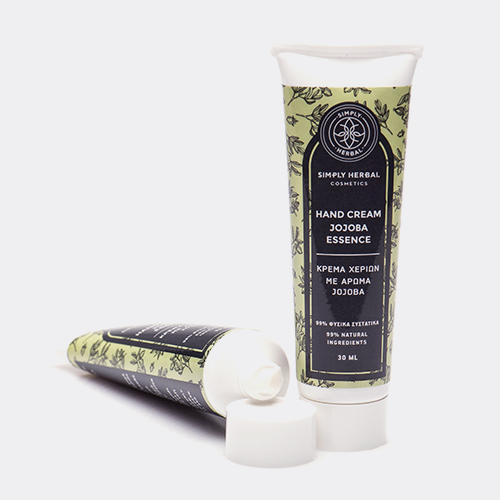 SIMPLY
HERBAL
SIMPLY HERBAL
COSMETICS
HAND CREAM
JOJOBA
ESSENCE
ΚΡΕΜΑ ΧΕΡΙΩΝ
ΜΕ ΑΡΩΜΑ
JOJOBA
99% ΦΥΣΙΚΑ ΣΥΣΤΑΤΙΚΑ
99% NATURAL
INGREDIENTS
30 ML